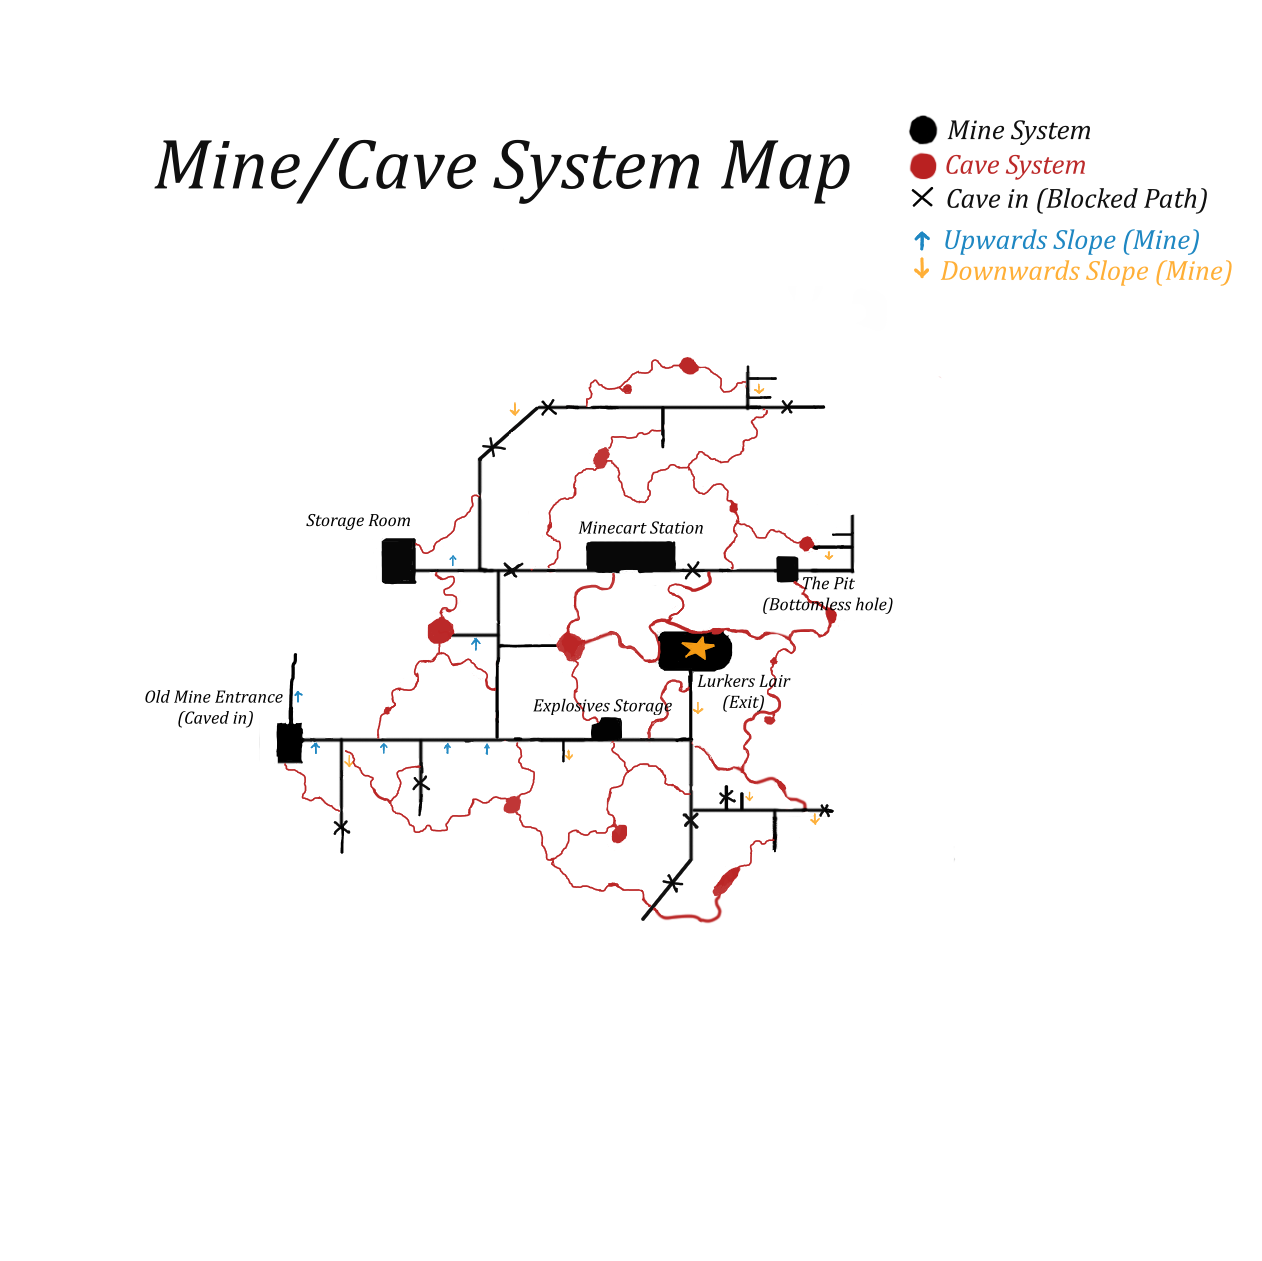 Mine/Cave System Map
Mine System
Cave System
Cave in (Blocked Path)
Upwards Slope (Mine)
Downwards Slope (Mine)
Storage Room
Minecart Station
The Pit
(Bottomless hole)
Old Mine Entrance
(Caved in)
Explosives Storage
Lurkers Lair
(Exit)